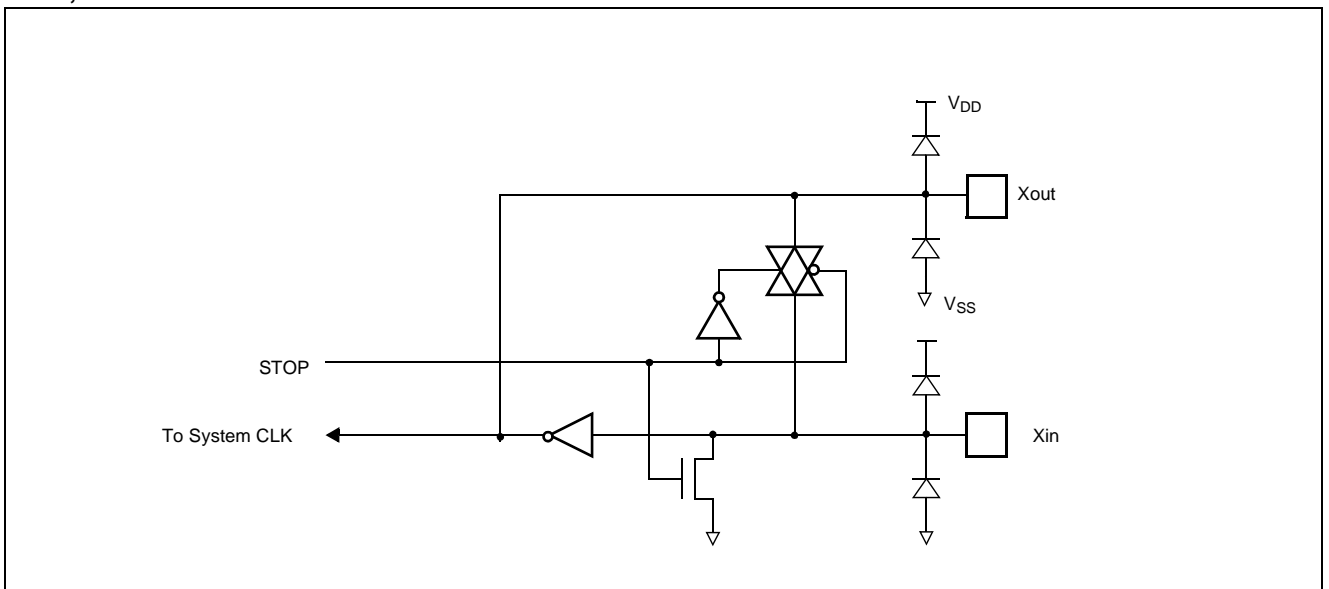 VDD
Xout
VSS
STOP
To System CLK
Xin